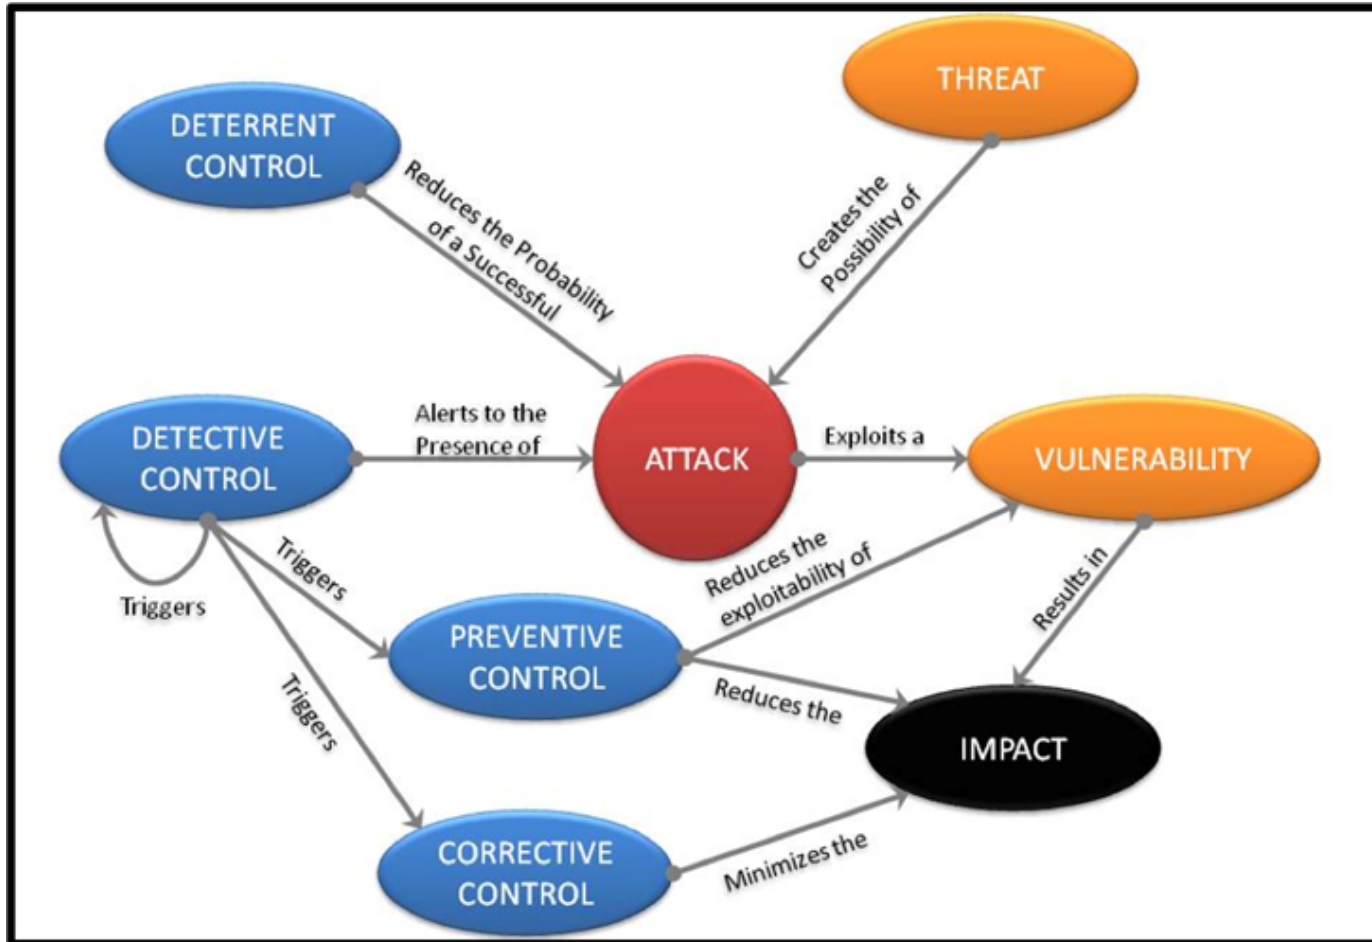 DETERRENT
CONTROL
THREAT
Reduces the Probability
of a Successful
Creates the
Possibility of
DETECTIVE
CONTROL
Alerts to the
Presence of
ATTACK
Exploits a
VULNERABILITY
Triggers
Triggers
Triggers
Reduces the
exploitability of
Results in
PREVENTIVE
CONTROL
Reduces the
IMPACT
CORRECTIVE
CONTROL
Minimizes the